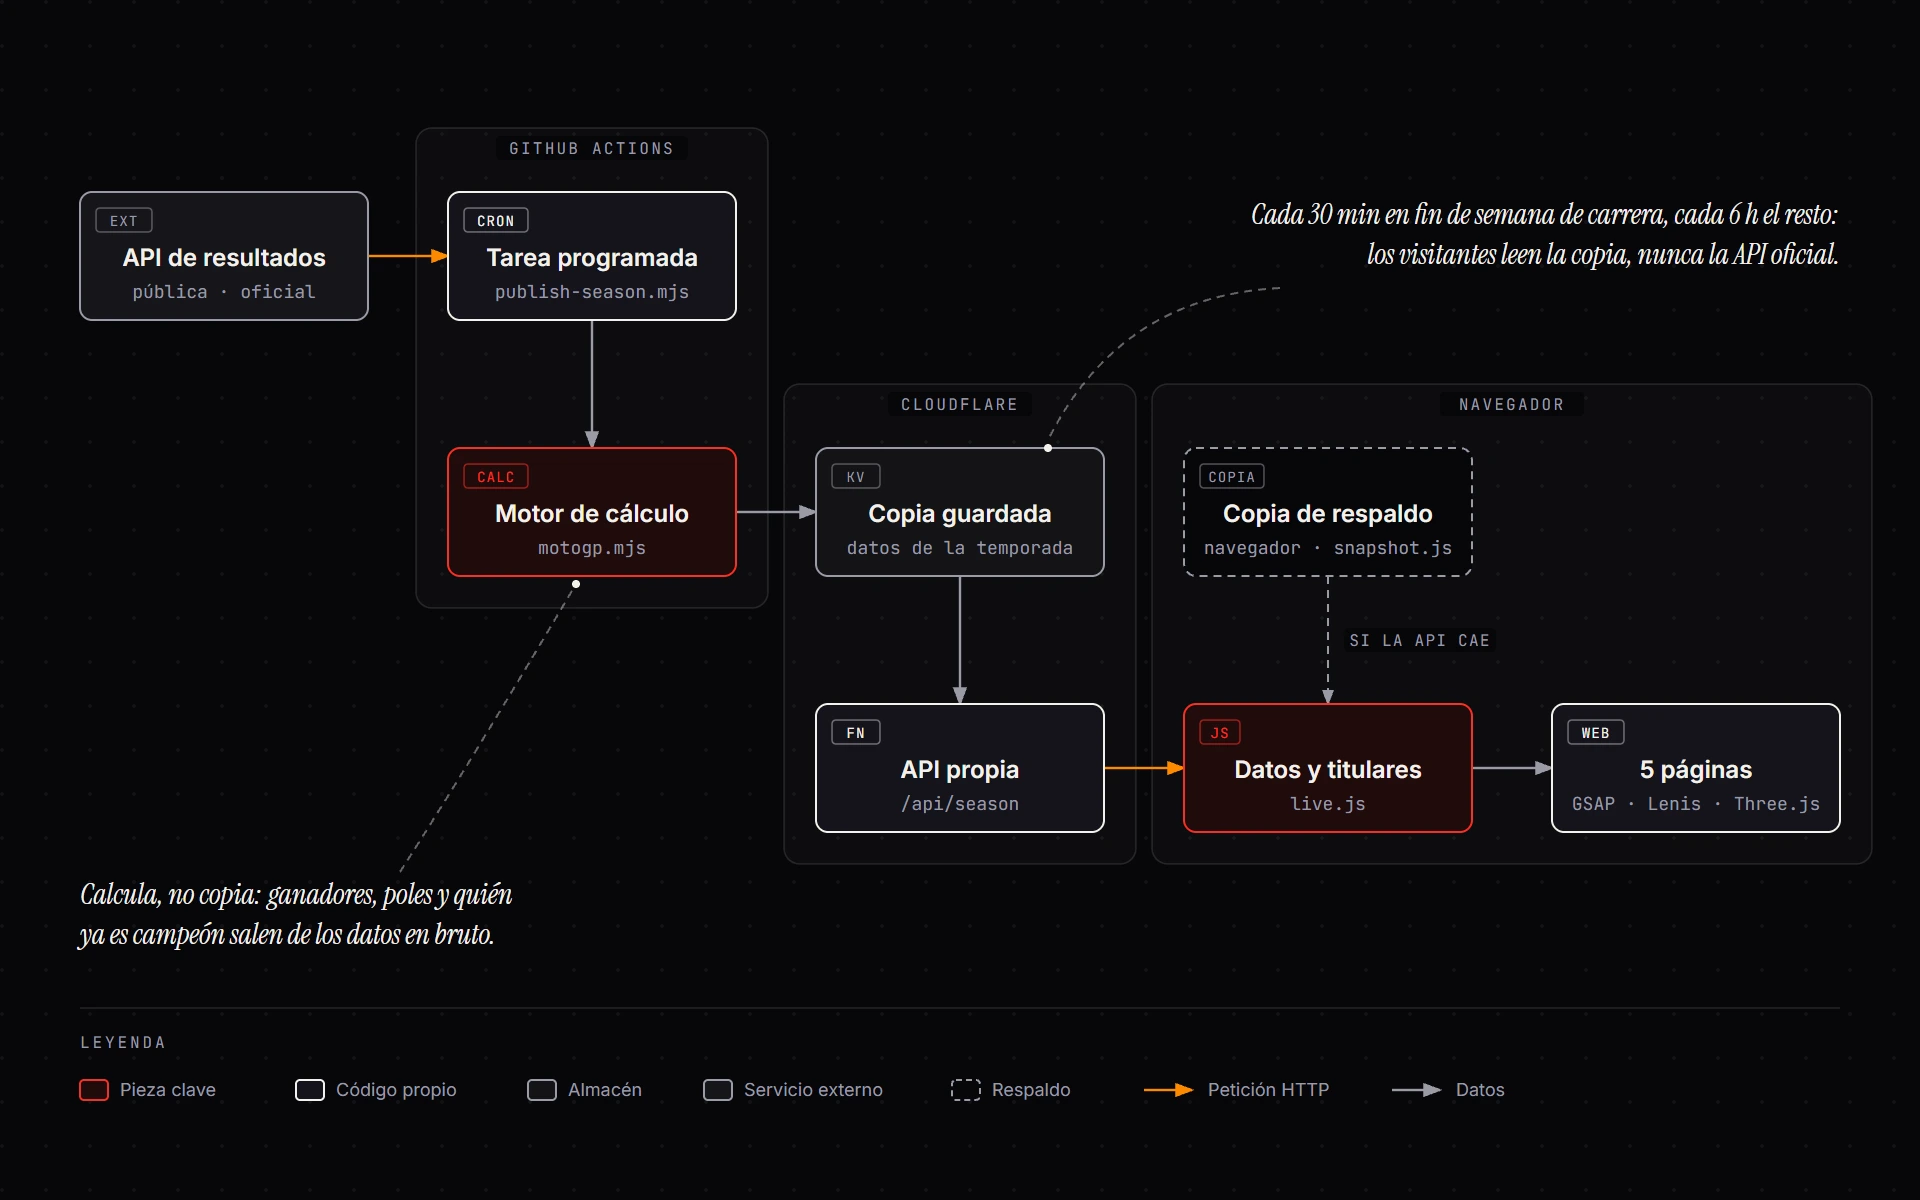 GITHUB ACTIONS
EXT
API de resultados
pública · oficial
CRON
Tarea programada
publish-season.mjs
Cada 30 min en fin de semana de carrera, cada 6 h el resto:
los visitantes leen la copia, nunca la API oficial.
CLOUDFLARE
NAVEGADOR
CALC
Motor de cálculo
motogp.mjs
KV
Copia guardada
datos de la temporada
COPIA
Copia de respaldo
navegador · snapshot.js
SI LA API CAE
FN
API propia
/api/season
JS
Datos y titulares
live.js
WEB
5 páginas
GSAP · Lenis · Three.js
Calcula, no copia: ganadores, poles y quién
ya es campeón salen de los datos en bruto.
LEYENDA
Pieza clave
Código propio
Almacén
Servicio externo
Respaldo
Petición HTTP
Datos